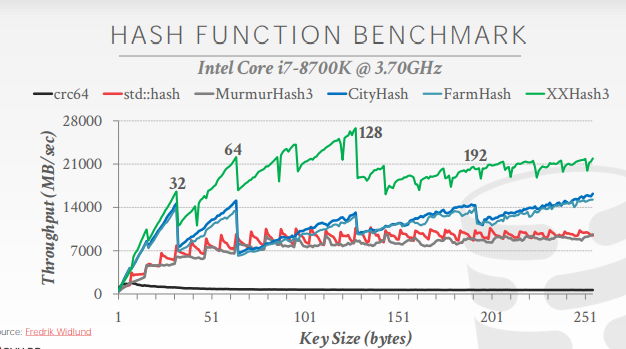 HASH FUNCTION BENCHMARK
Intel Core i7-8700K @ 3.70GHz
crc64 std::hash MurmurHash3 CityHash FarmHash XXHash3
Throughput (MB/sec)
28000
21000
14000
7000
0
32
64
128
192
1 51 101 151 201 251
Key Size (bytes)
ource: Fredrik Widlund